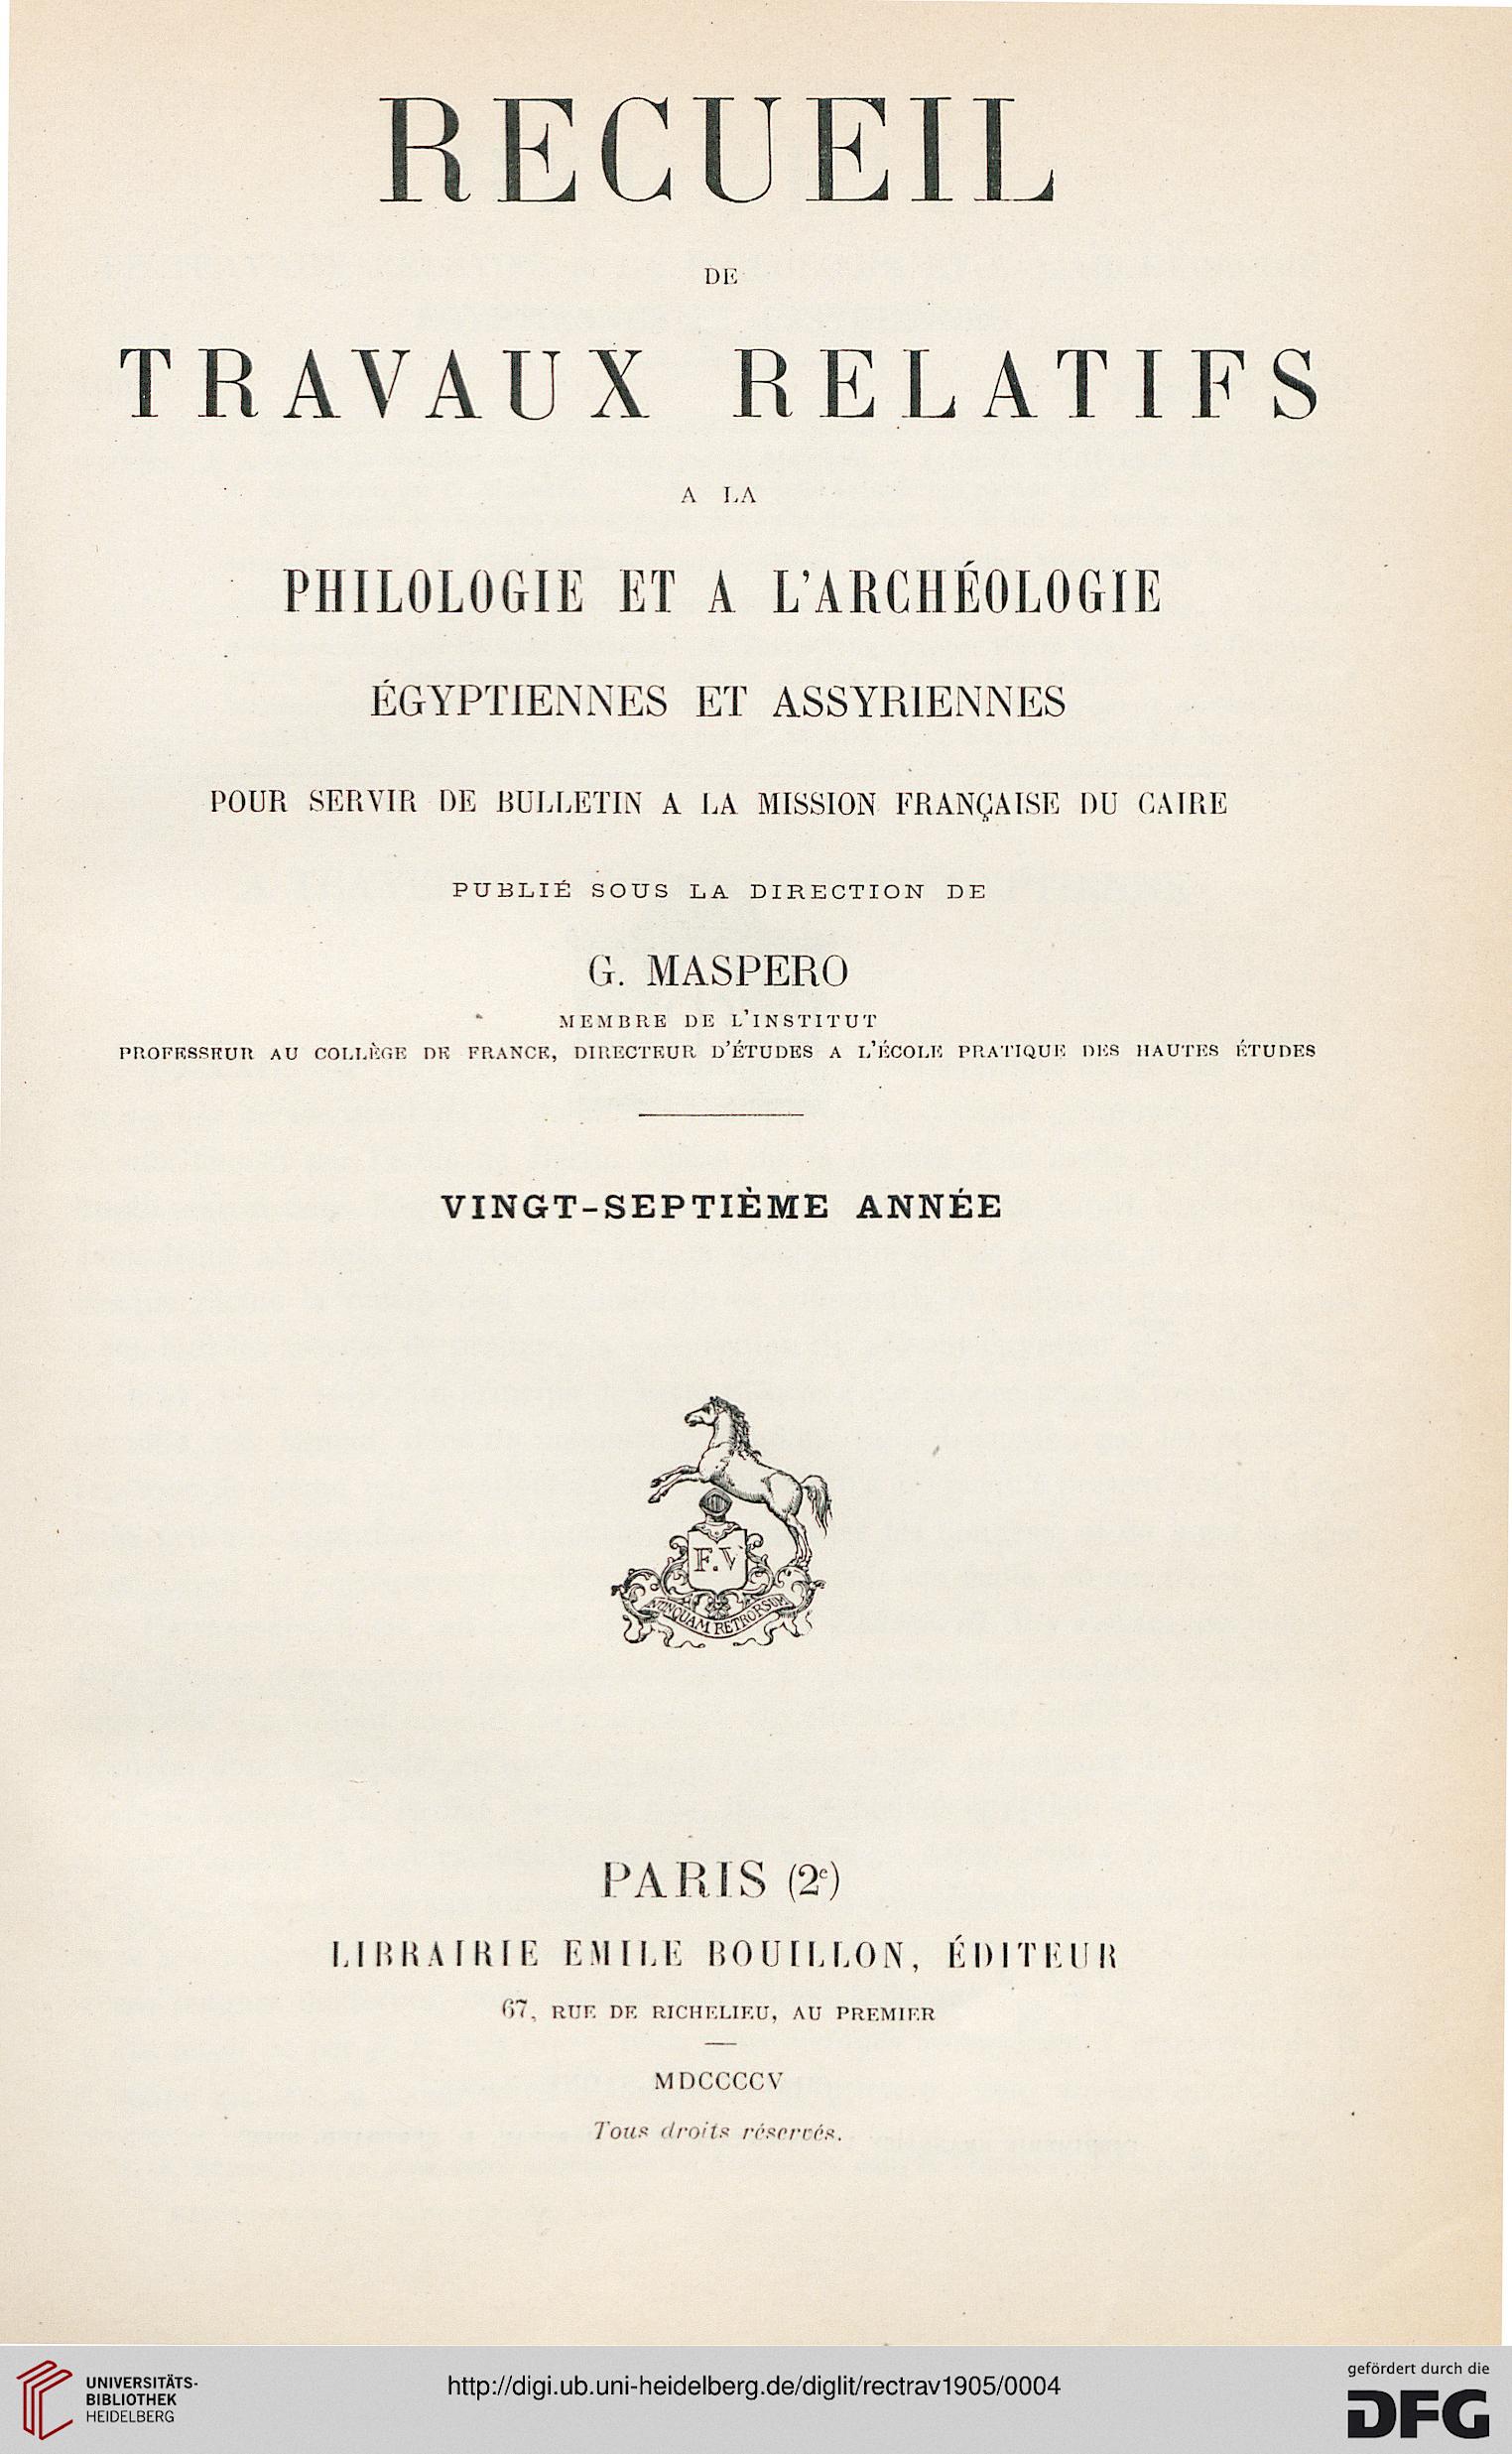 RECUEIL
DE
TRAVAUX RELATIFS
A LA
PHILOLOGIE ET A L'ARCHÉOLOGIE
ÉGYPTIENNES ET ASSYRIENNES
POUR SERVIR DE BULLETIN A LA MISSION FRANÇAISE DU CAIRE
PUBLIÉ SOUS LA DIRECTION DE
G. MASPERO
MEMBRE DE L'INSTITUT
PROFESSEUR AU COLLÈGE DE FRANCE, DIRECTEUR D'ÉTUDES A L'ÉCOLE PRATIQUE DES HAUTES ÉTUDES
VINGT-SEPTIÈME ANNÉE
F.V
NUNQUAM RETRORSUM
PARIS (2e)
LIBRAIRIE EMILE BOUILLON, ÉDITEUR
67, RUE DE RICHELIEU, AU PREMIER
MDCCCCV
Tous droits réservés.
UNIVERSITÄTS-
BIBLIOTHEK
HEIDELBERG
http://digi.ub.uni-heidelberg.de/diglit/rectrav1905/0004
gefördert durch die
DFG